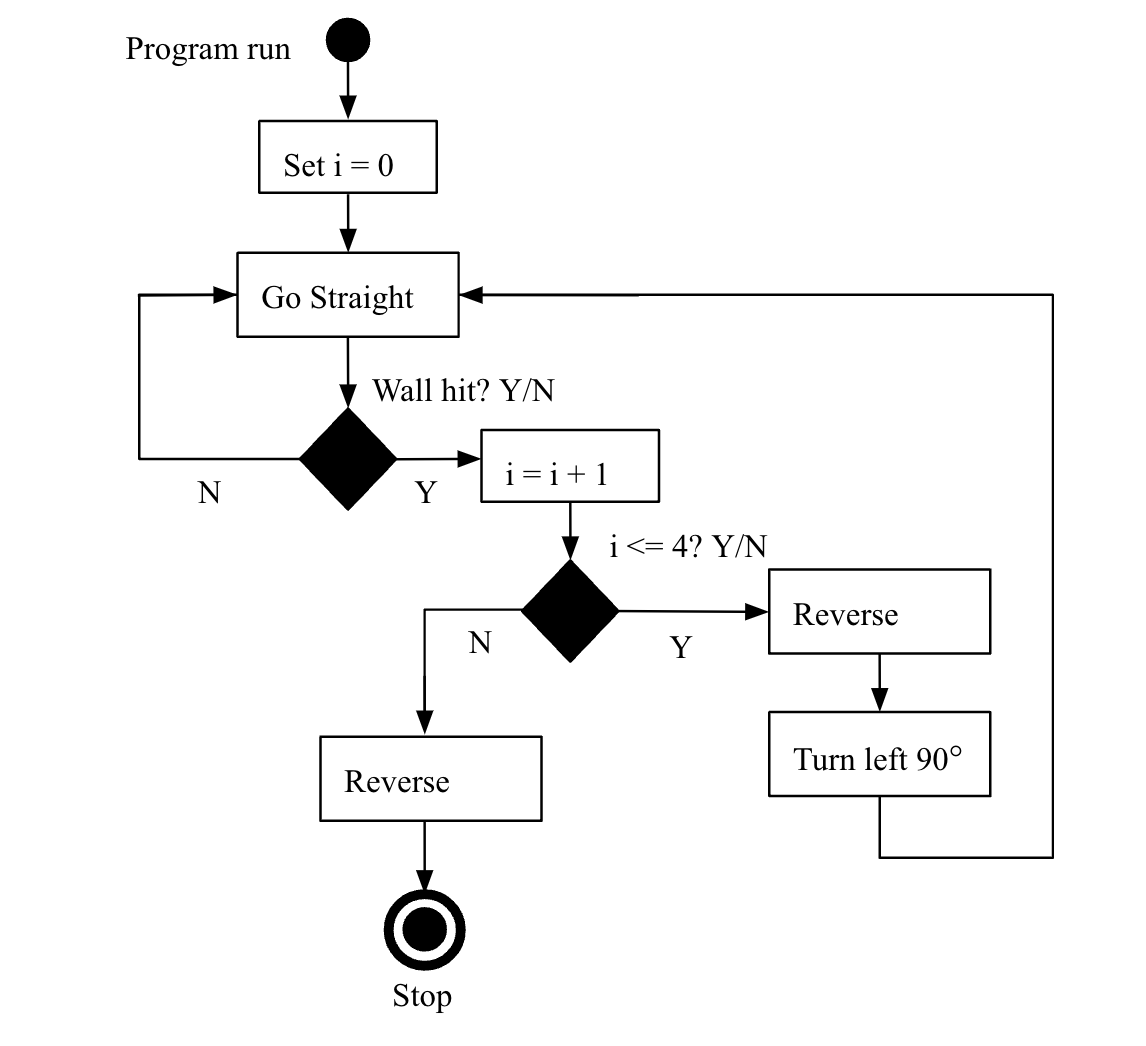 Program run
Set i = 0
Go Straight
Wall hit? Y/N
N
Y
i = i + 1
i <= 4? Y/N
N
Y
Reverse
Turn left 90°
Reverse
Stop